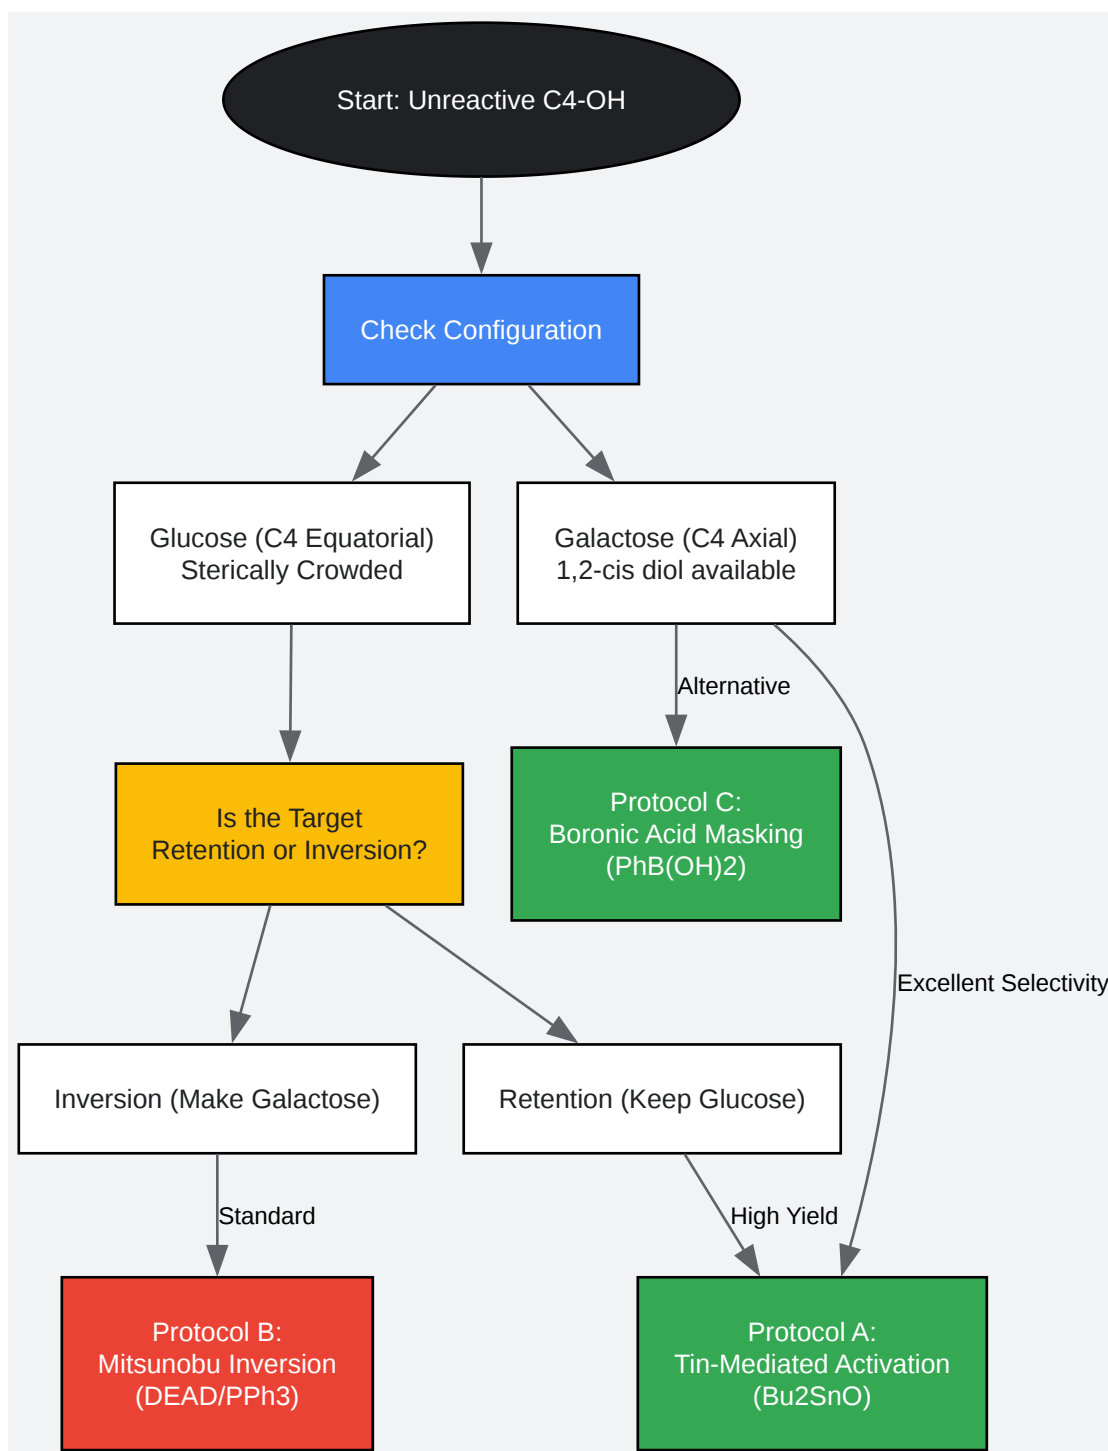 Start: Unreactive C4-OH
Check Configuration
Glucose (C4 Equatorial)
Sterically Crowded
Galactose (C4 Axial)
1,2-cis diol available
Alternative
Is the Target
Retention or Inversion?
Protocol C:
Boronic Acid Masking
(PhB(OH)2)
Excellent Selectivity
Inversion (Make Galactose)
Retention (Keep Glucose)
Standard
High Yield
Protocol B:
Mitsunobu Inversion
(DEAD/PPh3)
Protocol A:
Tin-Mediated Activation
(Bu2SnO)